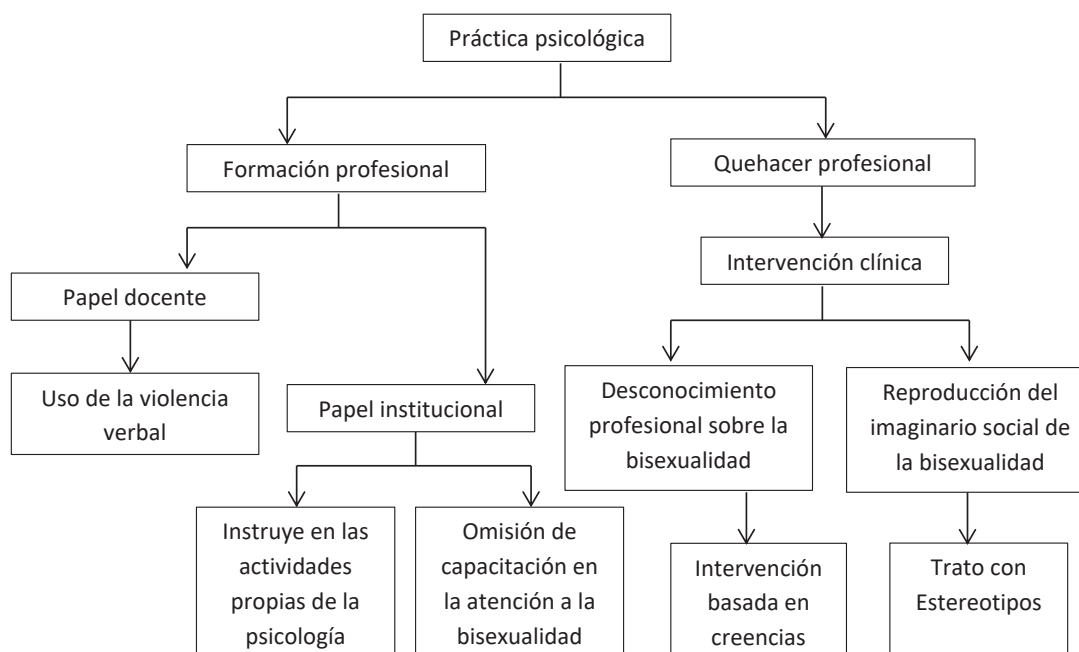 Práctica psicológica
Formación profesional
Quehacer profesional
Intervención clínica
Papel docente
Uso de la violencia
verbal
Papel institucional
Desconocimiento
profesional sobre la
bisexualidad
Reproducción del
imaginario social de
la bisexualidad
Instruye en las
actividades
propias de la
psicología
Omisión de
capacitación en
la atención a la
bisexualidad
Intervención
basada en
creencias
Trato con
Estereotipos